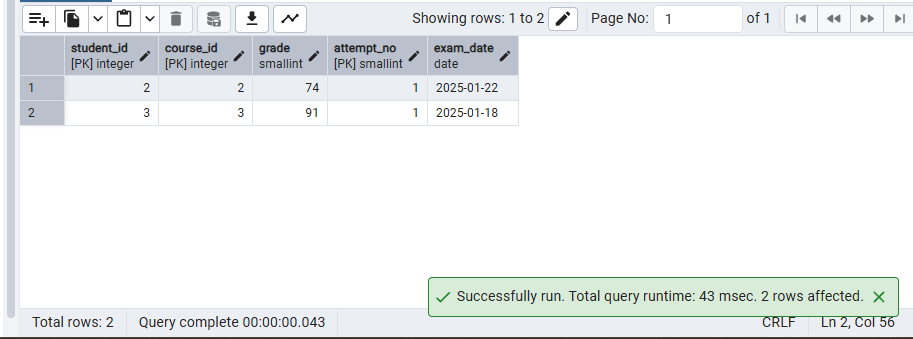 Showing rows: 1 to 2 Page No: 1 of 1
student_id course_id grade attempt_no exam_date
[PK] integer [PK] integer smallint [PK] smallint date
1 2 2 74 1 2025-01-22
2 3 3 91 1 2025-01-18
Successfully run. Total query runtime: 43 msec. 2 rows affected.
Total rows: 2 Query complete 00:00:00.043 CRLF Ln 2, Col 56